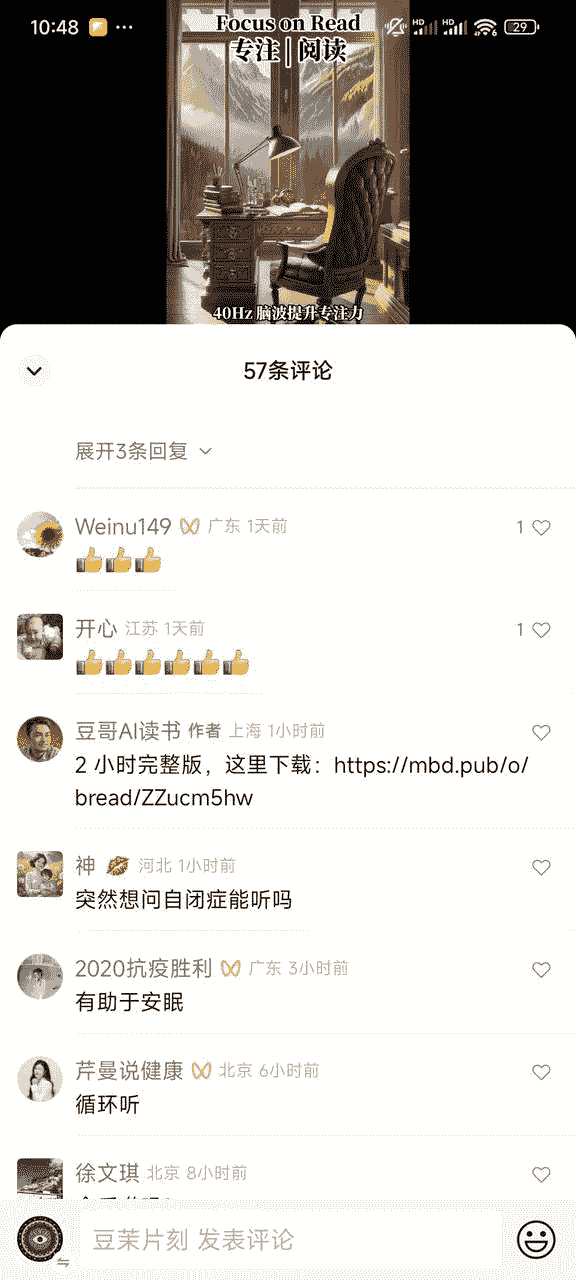 10:48
HD
HD
29
Focus on Read
专注 | 阅读
40Hz 脑波提升专注力
57条评论
展开3条回复
Weinu149 广东 1天前
1
👍👍👍
开心 江苏 1天前
1
👍👍👍👍👍👍
豆哥AI读书 作者 上海 1小时前
2 小时完整版，这里下载：https://mbd.pub/o/
bread/ZZucm5hw
神 💋 河北 1小时前
突然想问自闭症能听吗
2020抗疫胜利 广东 3小时前
有助于安眠
芹曼说健康 北京 6小时前
循环听
徐文琪 北京 8小时前
豆茉片刻 发表评论